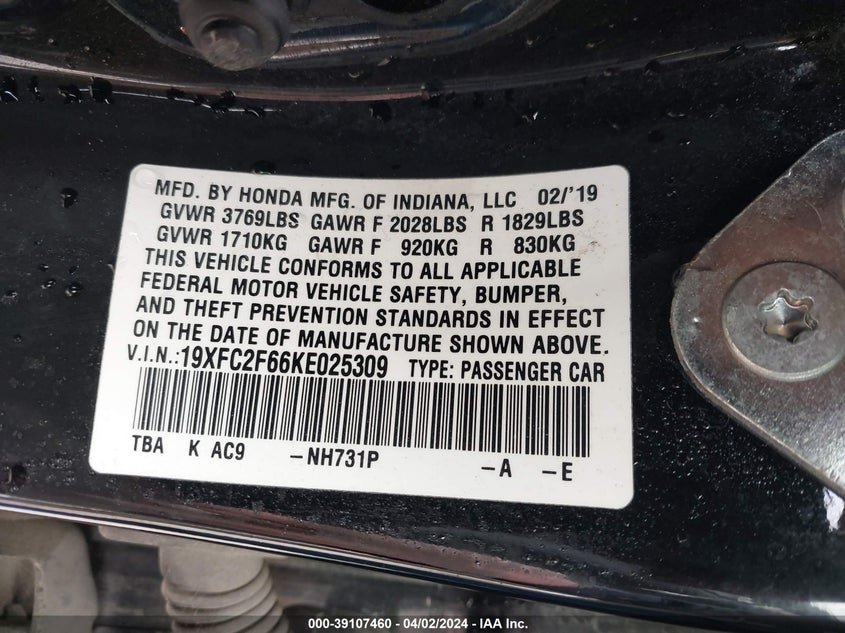 MFD. BY HONDA MFG. OF INDIANA, LLC 02/'19
GVWR 3769LBS GAWR F 2028LBS R 1829LBS
GVWR 1710KG GAWR F 920KG R 830KG
THIS VEHICLE CONFORMS TO ALL APPLICABLE
FEDERAL MOTOR VEHICLE SAFETY, BUMPER,
AND THEFT PREVENTION STANDARDS IN EFFECT
ON THE DATE OF MANUFACTURE SHOWN ABOVE.
V.I.N.:19XFC2F66KE025309 TYPE: PASSENGER CAR
TBA K AC9 -NH731P -A -E
000-39107460 - 04/02/2024 - IAAI.COM